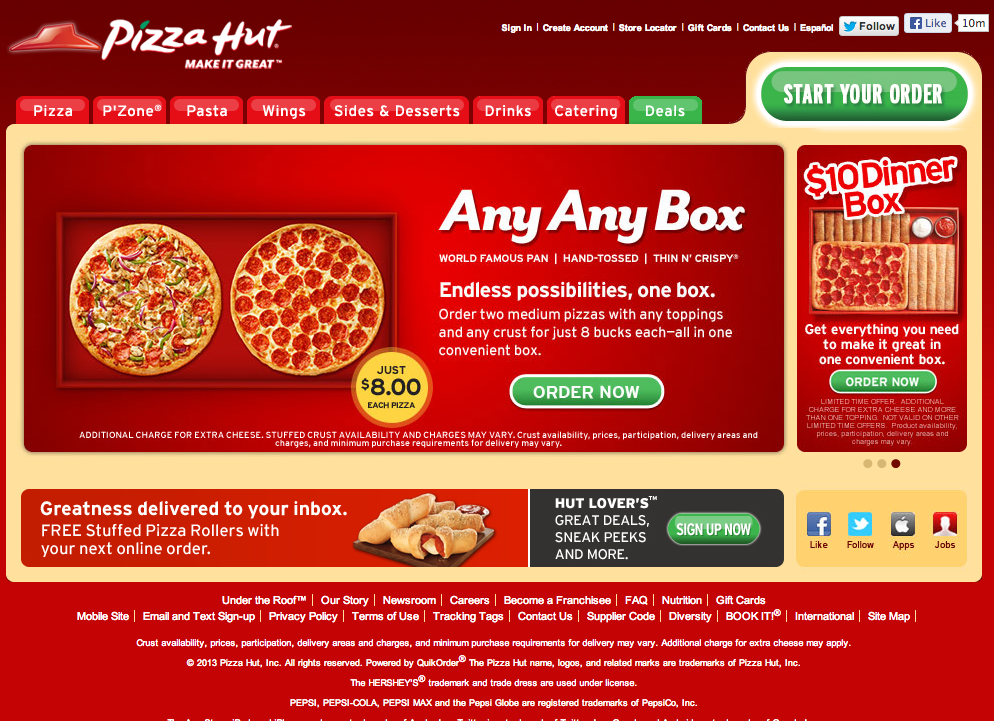 Pizza Hut
MAKE IT GREAT™
Sign In | Create Account | Store Locator | Gift Cards | Contact Us | Español
Follow
Like
10m
Pizza
P'Zone®
Pasta
Wings
Sides & Desserts
Drinks
Catering
Deals
START YOUR ORDER
Any Any Box
WORLD FAMOUS PAN | HAND-TOSSED | THIN N' CRISPY®
Endless possibilities, one box.
Order two medium pizzas with any toppings
and any crust for just 8 bucks each—all in one
convenient box.
JUST
$8.00
EACH PIZZA
ORDER NOW
ADDITIONAL CHARGE FOR EXTRA CHEESE. STUFFED CRUST AVAILABILITY AND CHARGES MAY VARY. Crust availability, prices, participation, delivery areas and
charges, and minimum purchase requirements for delivery may vary.
$10 Dinner
Box
Get everything you need
to make it great in
one convenient box.
ORDER NOW
LIMITED TIME OFFER. ADDITIONAL
CHARGE FOR EXTRA CHEESE AND MORE
THAN ONE TOPPING. NOT VALID ON OTHER
LIMITED TIME OFFERS. Product availability,
prices, participation, delivery areas and
charges may vary.
Greatness delivered to your inbox.
FREE Stuffed Pizza Rollers with
your next online order.
HUT LOVER'S™
GREAT DEALS,
SNEAK PEEKS
AND MORE.
SIGN UP NOW
Like
Follow
Apps
Jobs
Under the Roof™ | Our Story | Newsroom | Careers | Become a Franchisee | FAQ | Nutrition | Gift Cards
Mobile Site | Email and Text Sign-up | Privacy Policy | Terms of Use | Tracking Tags | Contact Us | Supplier Code | Diversity | BOOK IT!® | International | Site Map |
Crust availability, prices, participation, delivery areas and charges, and minimum purchase requirements for delivery may vary. Additional charge for extra cheese may apply.
© 2013 Pizza Hut, Inc. All rights reserved. Powered by QuikOrder® The Pizza Hut name, logos, and related marks are trademarks of Pizza Hut, Inc.
The HERSHEY'S® trademark and trade dress are used under license.
PEPSI, PEPSI-COLA, PEPSI MAX and the Pepsi Globe are registered trademarks of PepsiCo, Inc.